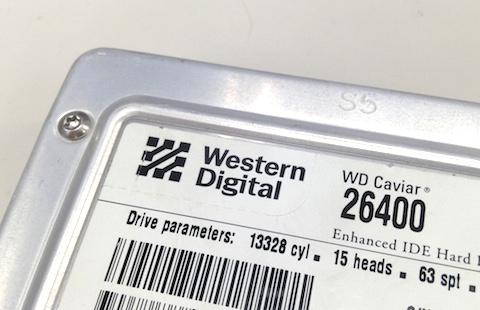 S5
Western
Digital
WD Caviar®
26400
Enhanced IDE Hard
Drive parameters: 13328 cyl. ▪ 15 heads ▪ 63 spt ▪